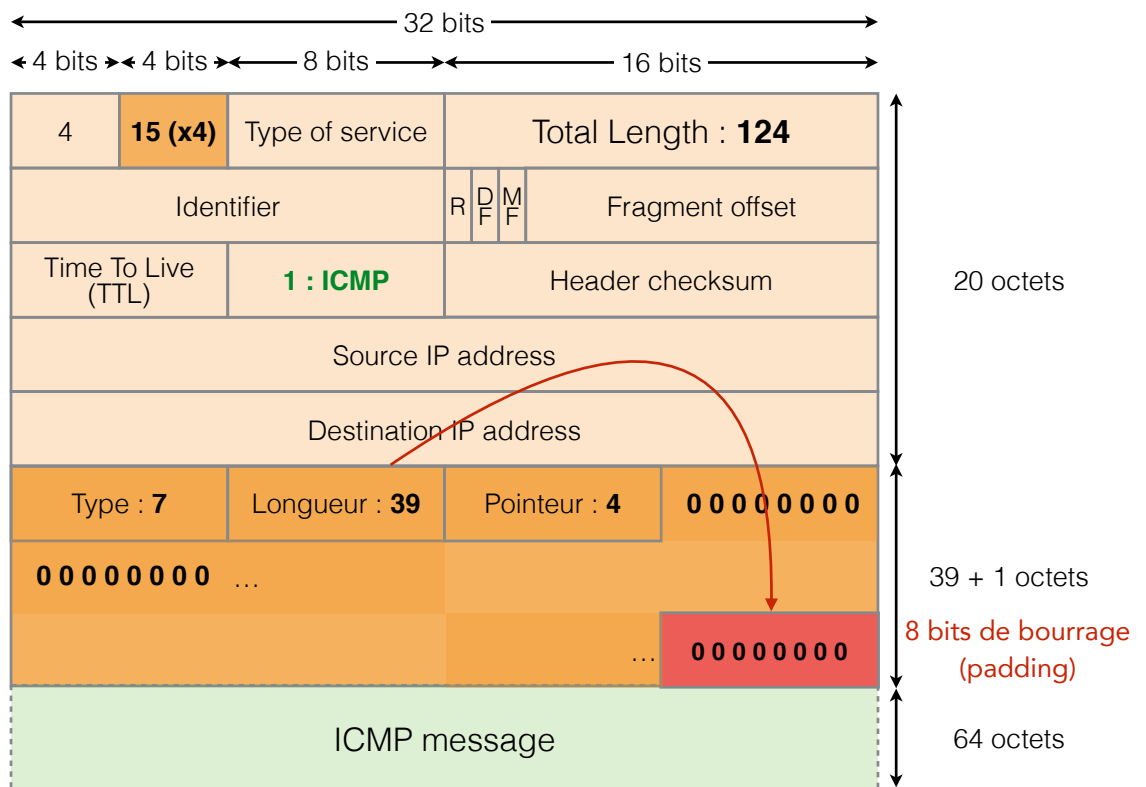 32 bits
4 bits 4 bits 8 bits 16 bits
4 15 (x4) Type of service Total Length : 124
Identifier R DF MF Fragment offset
Time To Live (TTL) 1 : ICMP Header checksum
20 octets
Source IP address
Destination IP address
Type : 7 Longueur : 39 Pointeur : 4 0 0 0 0 0 0 0 0
0 0 0 0 0 0 0 0 ...
39 + 1 octets
... 0 0 0 0 0 0 0 0
8 bits de bourrage
(padding)
ICMP message
64 octets